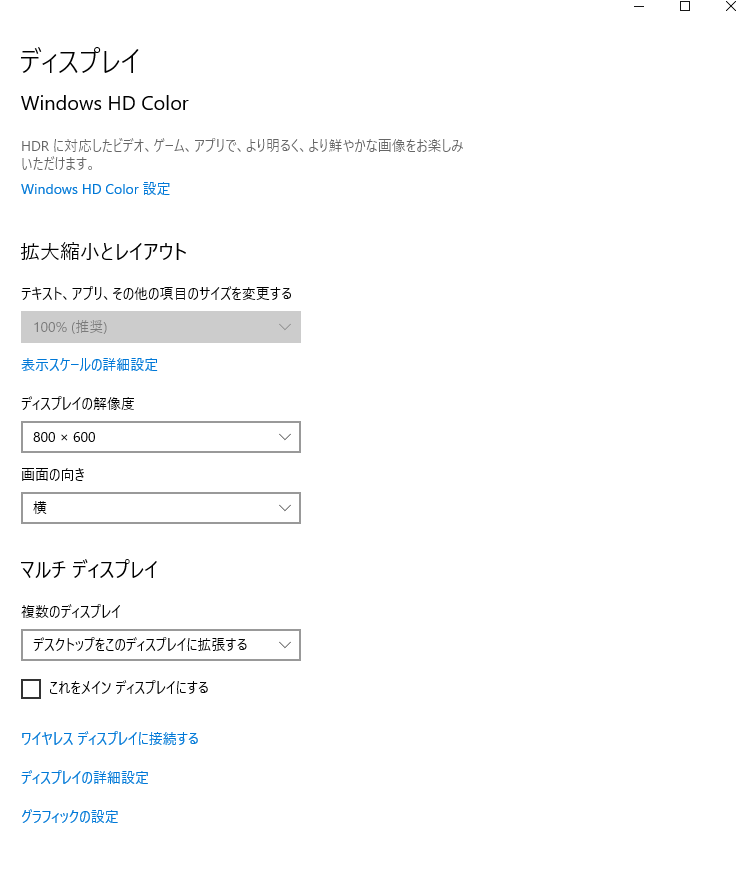 ディスプレイ
Windows HD Color
HDR に対応したビデオ、ゲーム、アプリで、より明るく、より鮮やかな画像をお楽しみ
いただけます。
Windows HD Color 設定
拡大縮小とレイアウト
テキスト、アプリ、その他の項目のサイズを変更する
100% (推奨)
表示スケールの詳細設定
ディスプレイの解像度
800 × 600
画面の向き
横
マルチ ディスプレイ
複数のディスプレイ
デスクトップをこのディスプレイに拡張する
これをメイン ディスプレイにする
ワイヤレス ディスプレイに接続する
ディスプレイの詳細設定
グラフィックの設定